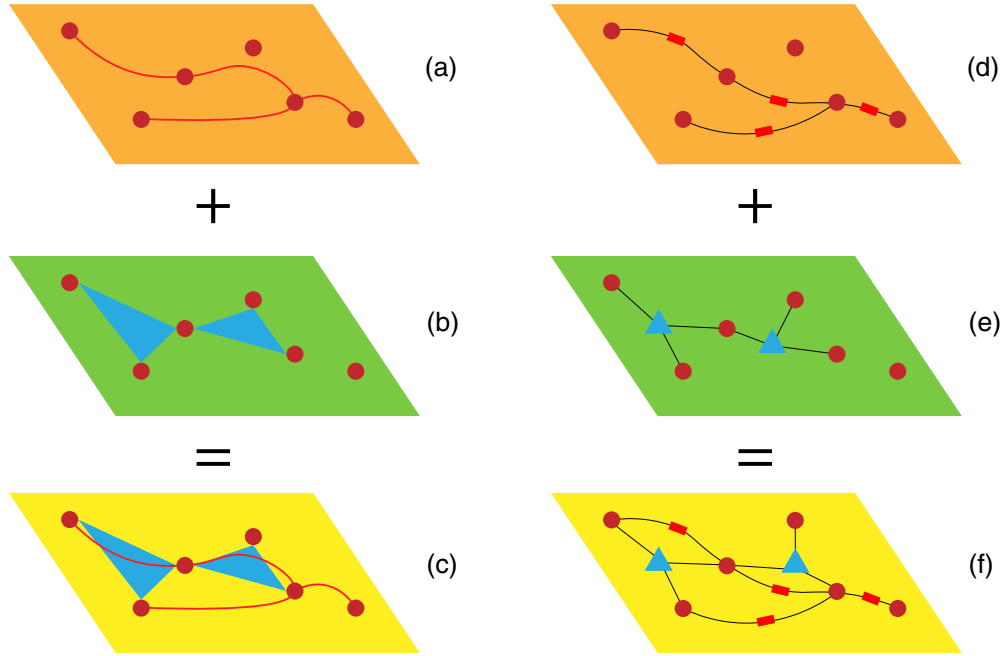 (a)
(d)
+
+
(b)
(e)
=
=
(c)
(f)